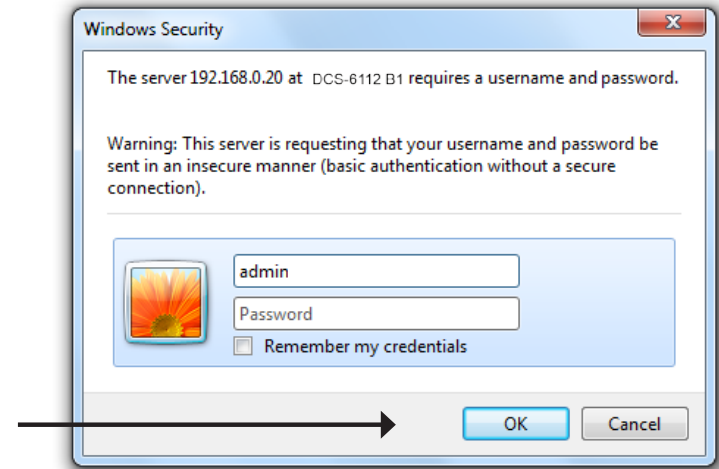 Windows Security
The server 192.168.0.20 at DCS-6112 B1 requires a username and password.
Warning: This server is requesting that your username and password be
sent in an insecure manner (basic authentication without a secure
connection).
admin
Password
Remember my credentials
OK Cancel